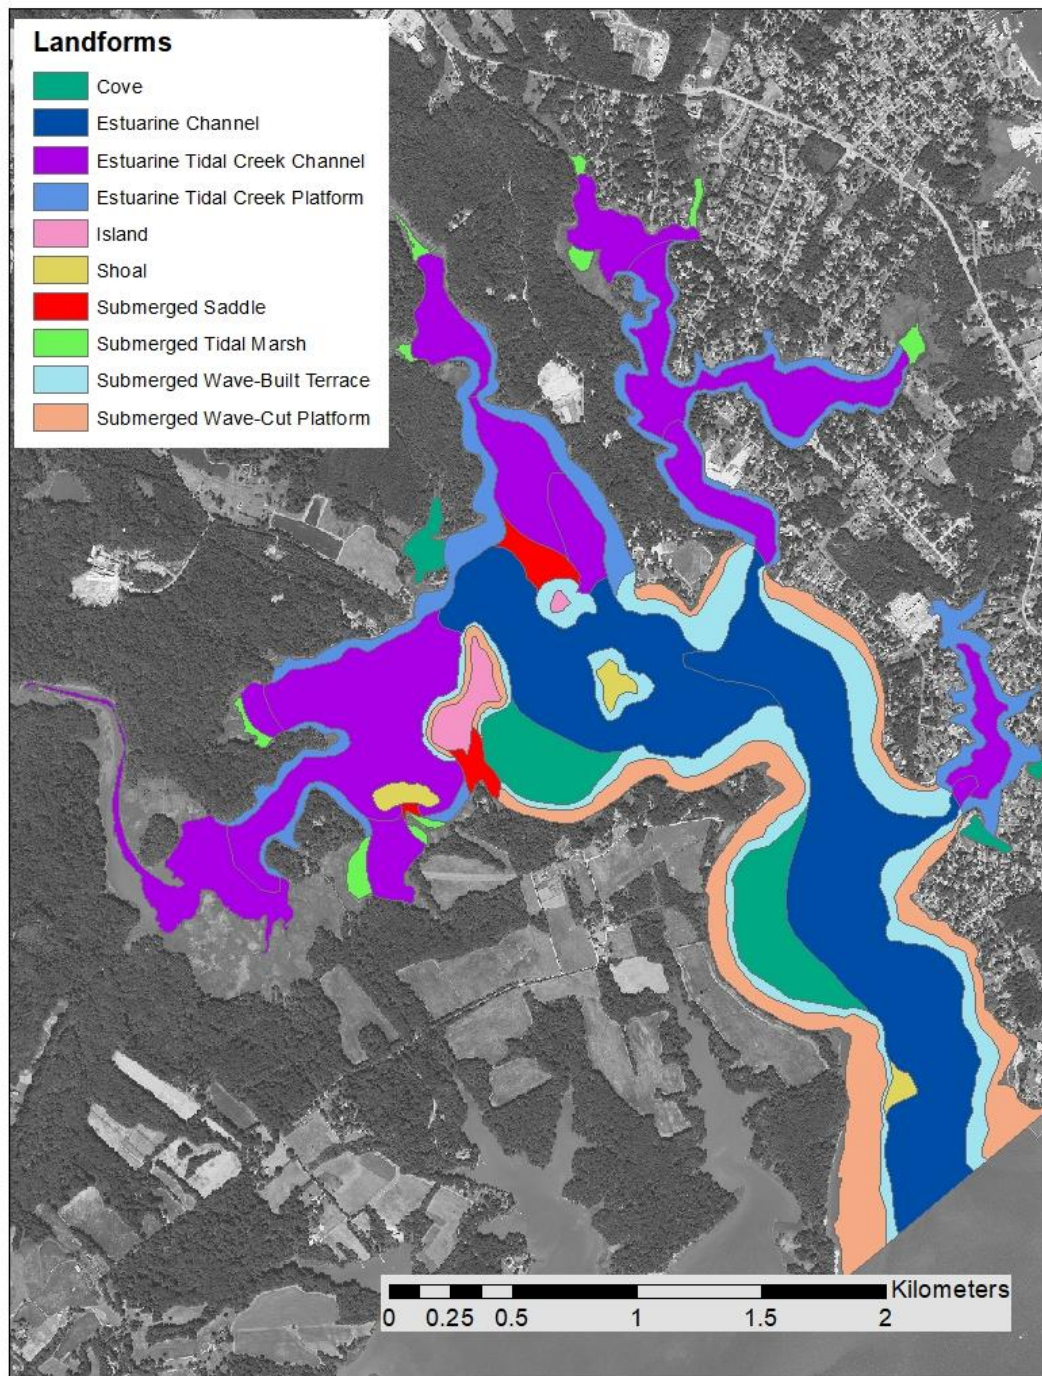 Landforms
Cove
Estuarine Channel
Estuarine Tidal Creek Channel
Estuarine Tidal Creek Platform
Island
Shoal
Submerged Saddle
Submerged Tidal Marsh
Submerged Wave-Built Terrace
Submerged Wave-Cut Platform
Kilometers
0 0.25 0.5 1 1.5 2